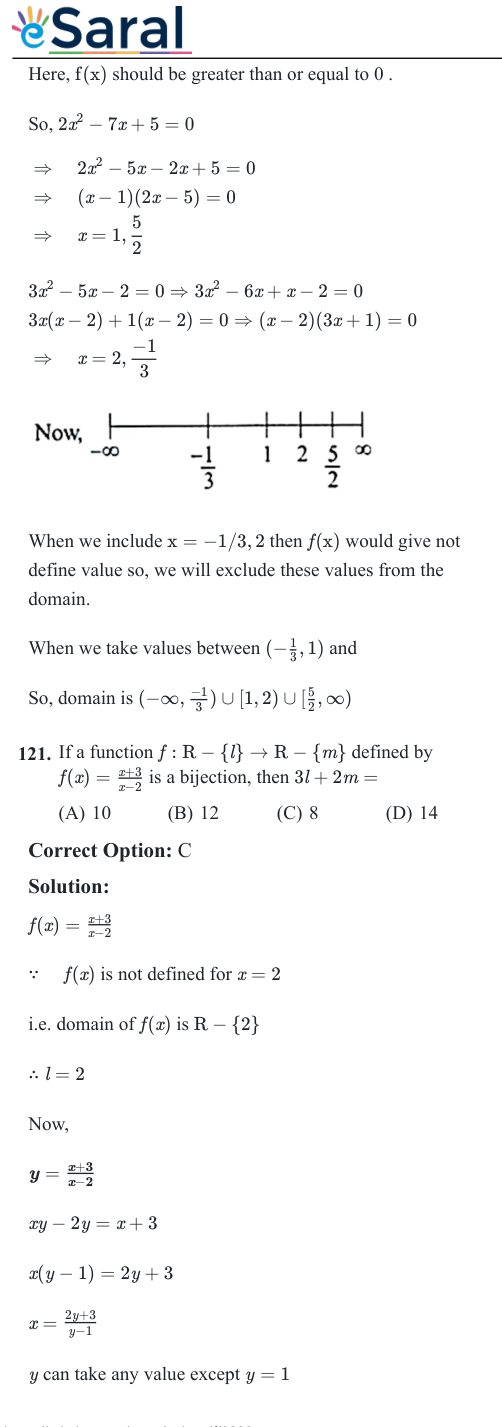 eSaral
Here, f(x) should be greater than or equal to 0 .
So, 2x² − 7x + 5 = 0
⇒ 2x² − 5x − 2x + 5 = 0
⇒ (x − 1)(2x − 5) = 0
⇒ x = 1, 5/2
3x² − 5x − 2 = 0 ⇒ 3x² − 6x + x − 2 = 0
3x(x − 2) + 1(x − 2) = 0 ⇒ (x − 2)(3x + 1) = 0
⇒ x = 2, −1/3
Now, −∞ −1/3 1 2 5/2 ∞
When we include x = −1/3, 2 then f(x) would give not
define value so, we will exclude these values from the
domain.
When we take values between (−1/3, 1) and
So, domain is (−∞, −1/3) ∪ [1, 2) ∪ [5/2, ∞)
121. If a function f : R − {l} → R − {m} defined by
f(x) = x+3/x−2 is a bijection, then 3l + 2m =
(A) 10 (B) 12 (C) 8 (D) 14
Correct Option: C
Solution:
f(x) = x+3/x−2
∵ f(x) is not defined for x = 2
i.e. domain of f(x) is R − {2}
∴ l = 2
Now,
y = x+3/x−2
xy − 2y = x + 3
x(y − 1) = 2y + 3
x = 2y+3/y−1
y can take any value except y = 1